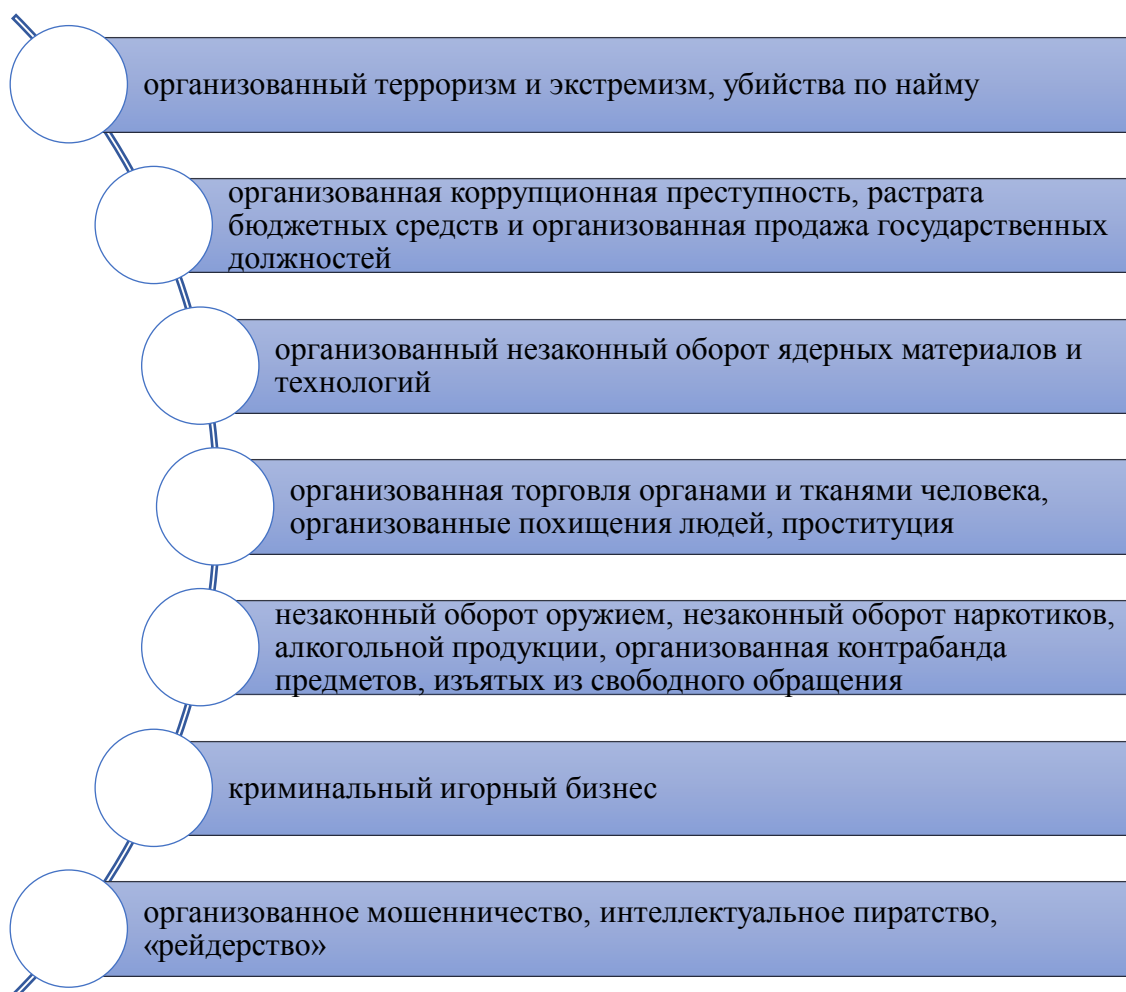 организованный терроризм и экстремизм, убийства по найму
организованная коррупционная преступность, растрата
бюджетных средств и организованная продажа государственных
должностей
организованный незаконный оборот ядерных материалов и
технологий
организованная торговля органами и тканями человека,
организованные похищения людей, проституция
незаконный оборот оружием, незаконный оборот наркотиков,
алкогольной продукции, организованная контрабанда
предметов, изъятых из свободного обращения
криминальный игорный бизнес
организованное мошенничество, интеллектуальное пиратство,
«рейдерство»